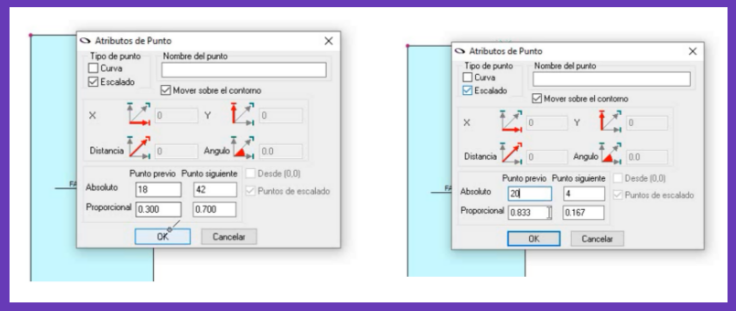 Atributos de Punto
Tipo de punto Nombre del punto
Curva
Escalado
Mover sobre el contorno
X 0 Y 0
Distancia 0 Angulo 0.0
Punto previo Punto siguiente Desde (0,0)
Absoluto 18 42 Puntos de escalado
Proporcional 0.300 0.700
OK Cancelar
Atributos de Punto
Tipo de punto Nombre del punto
Curva
Escalado
Mover sobre el contorno
X 0 Y 0
Distancia 0 Angulo 0.0
Punto previo Punto siguiente Desde (0,0)
Absoluto 20 4 Puntos de escalado
Proporcional 0.833 0.167
OK Cancelar